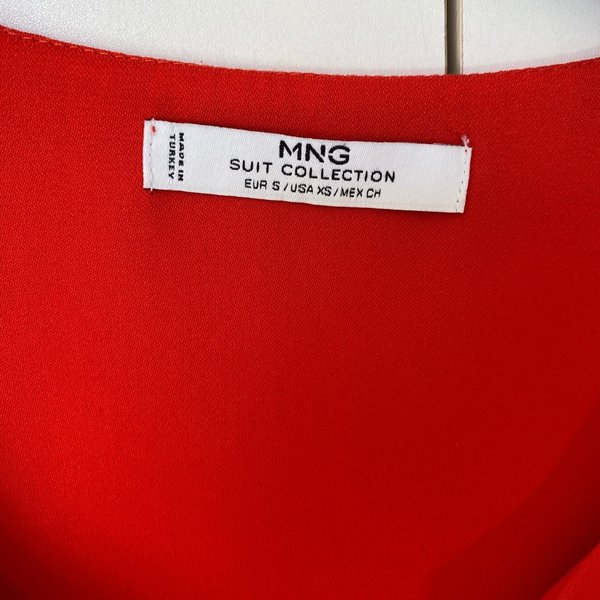 MNG
SUIT COLLECTION
EUR S / USA XS / MEX CH
MADE IN
TURKEY